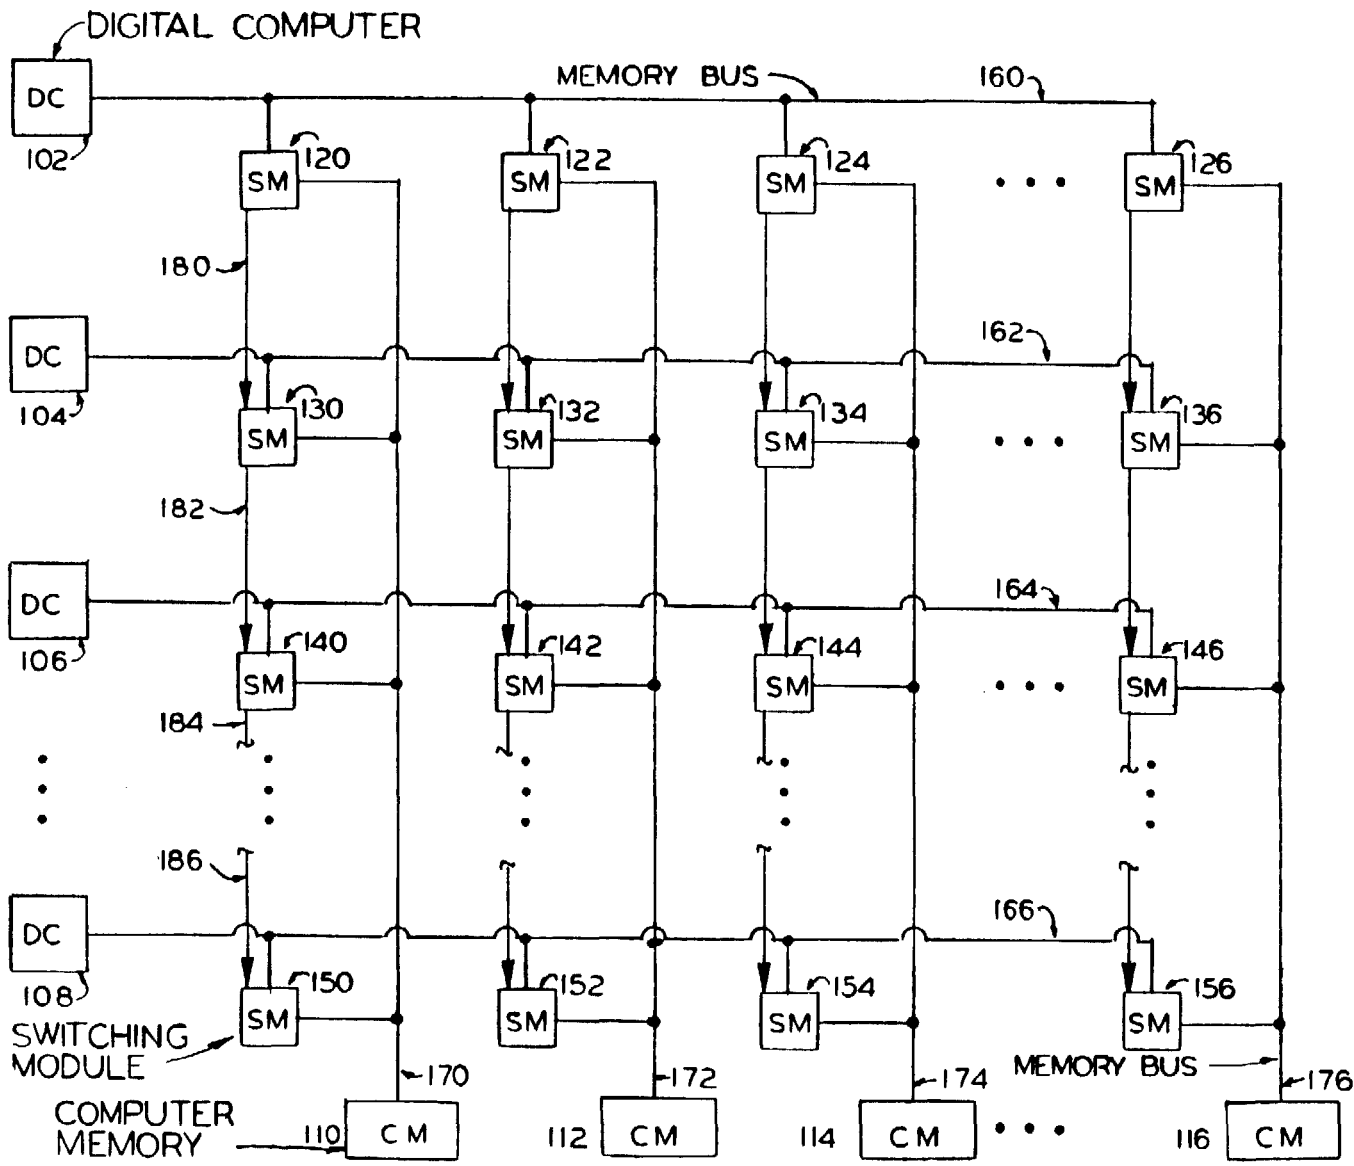 DIGITAL COMPUTER
MEMORY BUS
160
DC
102
SM
120
SM
122
SM
124
SM
126
180
162
DC
104
SM
130
SM
132
SM
134
SM
136
182
164
DC
106
SM
140
SM
142
SM
144
SM
146
184
186
166
DC
108
SM
150
SM
152
SM
154
SM
156
SWITCHING
MODULE
MEMORY BUS
170
172
174
176
COMPUTER
MEMORY
110
CM
112
CM
114
CM
116
CM